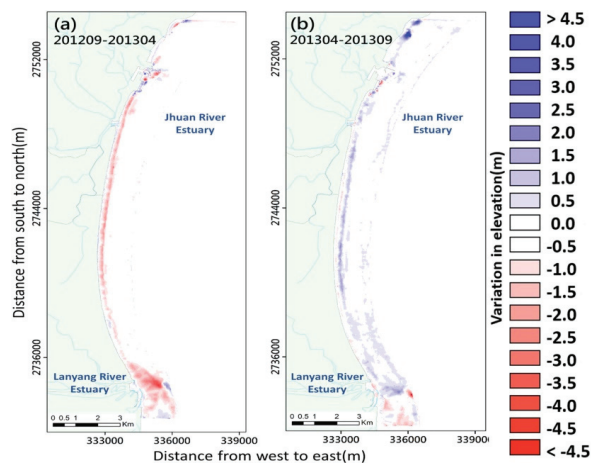 (a)
201209-201304
Jhuan River
Estuary
Lanyang River
Estuary
0 0.5 1 2 3
Km
(b)
201304-201309
Jhuan River
Estuary
Lanyang River
Estuary
0 0.5 1 2 3
Km
Distance from south to north(m)
2752000
2744000
2736000
2752000
2744000
2736000
333000 336000 339000
333000 336000 339000
Distance from west to east(m)
Variation in elevation(m)
> 4.5
4.0
3.5
3.0
2.5
2.0
1.5
1.0
0.5
0.0
-0.5
-1.0
-1.5
-2.0
-2.5
-3.0
-3.5
-4.0
-4.5
< -4.5